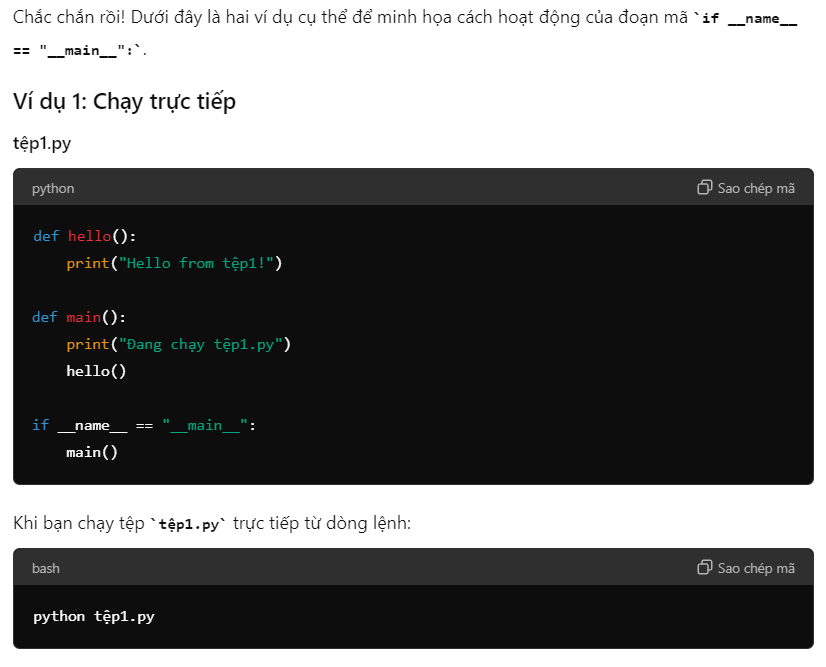 Chắc chắn rồi! Dưới đây là hai ví dụ cụ thể để minh họa cách hoạt động của đoạn mã `if __name__
== "__main__":`.
Ví dụ 1: Chạy trực tiếp
tệp1.py
python
Sao chép mã
def hello():
    print("Hello from tệp1!")
def main():
    print("Đang chạy tệp1.py")
    hello()
if __name__ == "__main__":
    main()
Khi bạn chạy tệp `tệp1.py` trực tiếp từ dòng lệnh:
bash
Sao chép mã
python tệp1.py